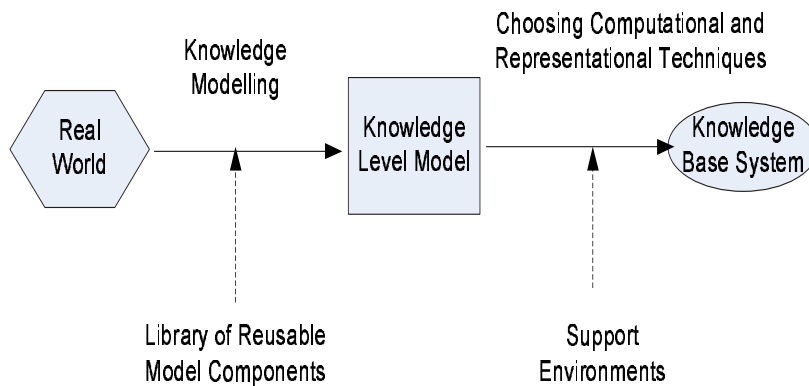 Knowledge
Modelling
Choosing Computational and
Representational Techniques
Real
World
Knowledge
Level Model
Knowledge
Base System
Library of Reusable
Model Components
Support
Environments